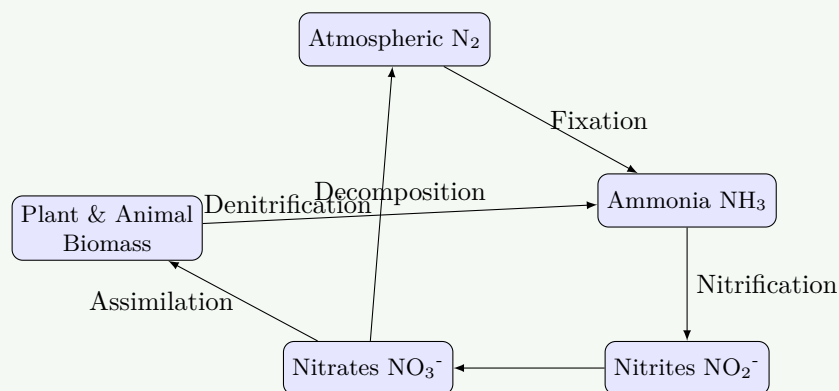 Atmospheric N₂
Fixation
Denitrification
Decomposition
Ammonia NH₃
Plant & Animal
Biomass
Assimilation
Nitrification
Nitrates NO₃⁻
Nitrites NO₂⁻